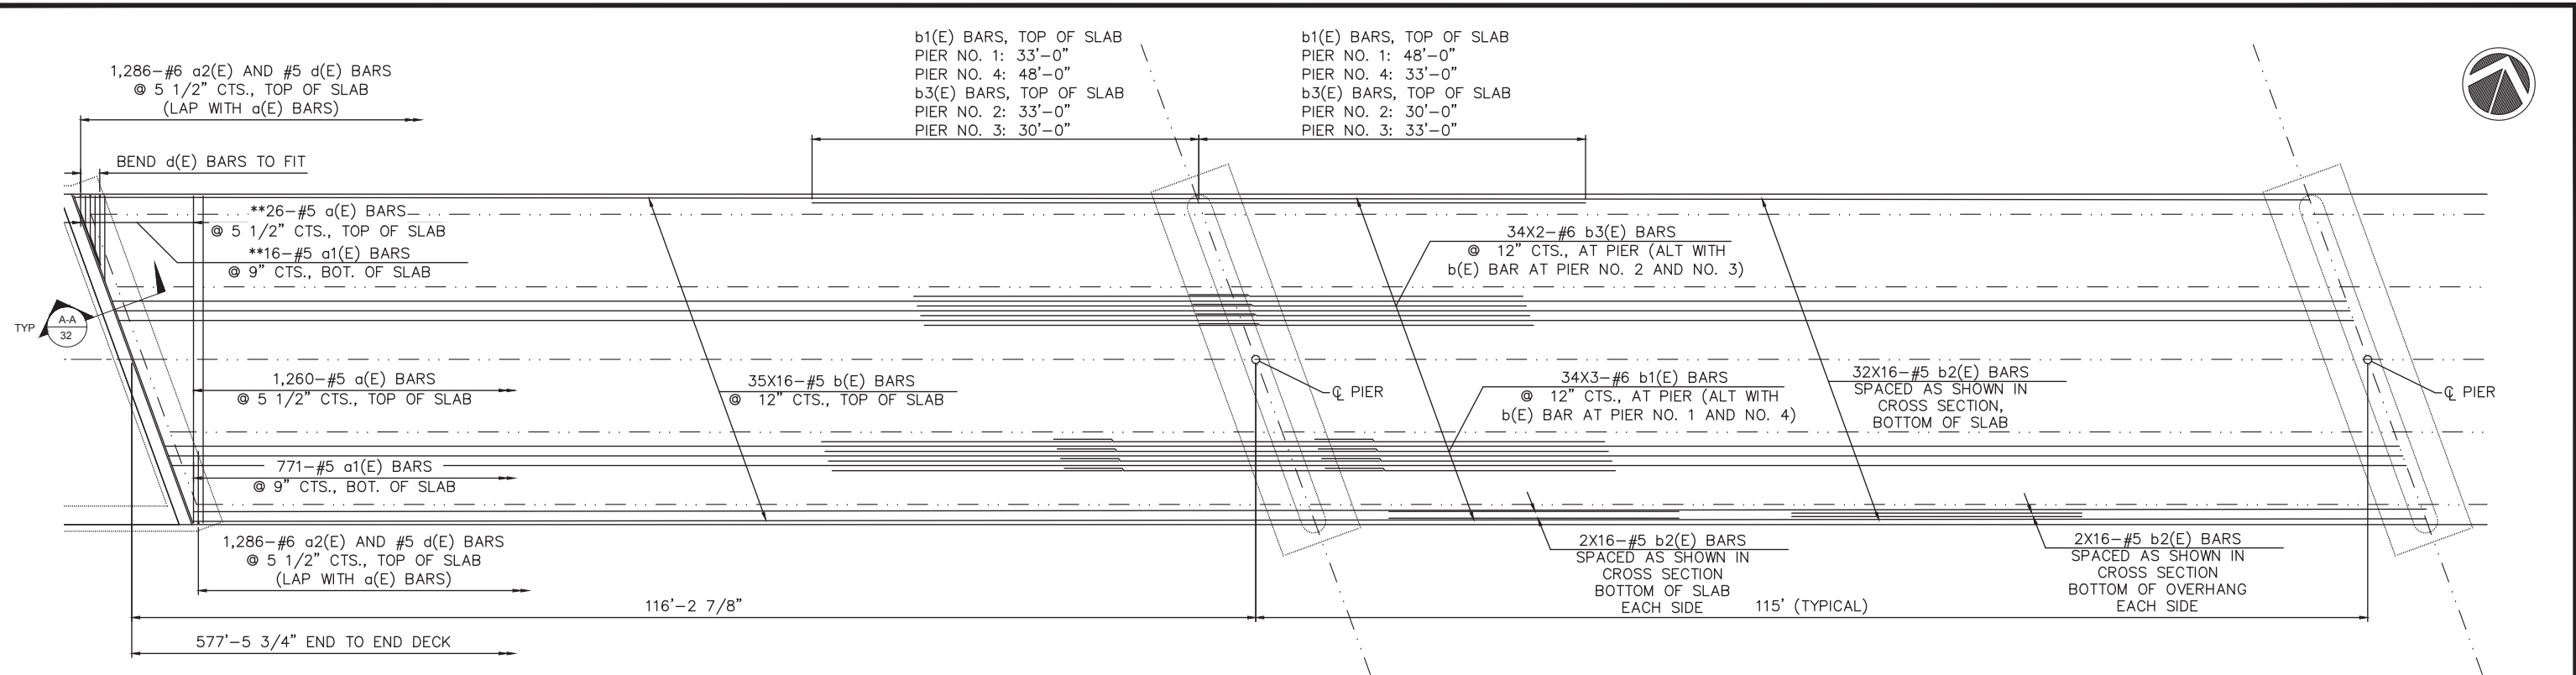 b1(E) BARS, TOP OF SLAB
PIER NO. 1: 33'-0"
PIER NO. 4: 48'-0"
b3(E) BARS, TOP OF SLAB
PIER NO. 2: 33'-0"
PIER NO. 3: 30'-0"
b1(E) BARS, TOP OF SLAB
PIER NO. 1: 48'-0"
PIER NO. 4: 33'-0"
b3(E) BARS, TOP OF SLAB
PIER NO. 2: 30'-0"
PIER NO. 3: 33'-0"
1,286-#6 a2(E) AND #5 d(E) BARS
@ 5 1/2" CTS., TOP OF SLAB
(LAP WITH a(E) BARS)
BEND d(E) BARS TO FIT
**26-#5 a(E) BARS
@ 5 1/2" CTS., TOP OF SLAB
**16-#5 a1(E) BARS
@ 9" CTS., BOT. OF SLAB
34X2-#6 b3(E) BARS
@ 12" CTS., AT PIER (ALT WITH
b(E) BAR AT PIER NO. 2 AND NO. 3)
TYP
A-A
32
1,260-#5 a(E) BARS
@ 5 1/2" CTS., TOP OF SLAB
35X16-#5 b(E) BARS
@ 12" CTS., TOP OF SLAB
℄ PIER
34X3-#6 b1(E) BARS
@ 12" CTS., AT PIER (ALT WITH
b(E) BAR AT PIER NO. 1 AND NO. 4)
32X16-#5 b2(E) BARS
SPACED AS SHOWN IN
CROSS SECTION,
BOTTOM OF SLAB
℄ PIER
771-#5 a1(E) BARS
@ 9" CTS., BOT. OF SLAB
1,286-#6 a2(E) AND #5 d(E) BARS
@ 5 1/2" CTS., TOP OF SLAB
(LAP WITH a(E) BARS)
2X16-#5 b2(E) BARS
SPACED AS SHOWN IN
CROSS SECTION
BOTTOM OF SLAB
EACH SIDE
2X16-#5 b2(E) BARS
SPACED AS SHOWN IN
CROSS SECTION
BOTTOM OF OVERHANG
EACH SIDE
116'-2 7/8"
115' (TYPICAL)
577'-5 3/4" END TO END DECK